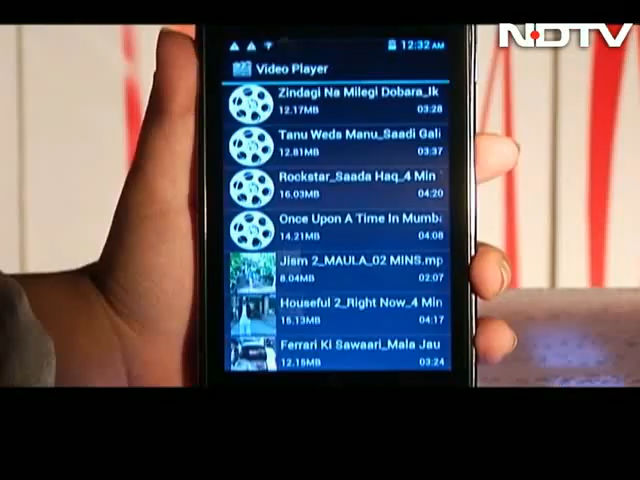 NDTV
12:32 AM
Video Player
Zindagi Na Milegi Dobara_Ik
12.17MB 03:28
Tanu Weda Manu_Saadi Gali
12.81MB 03:37
Rockstar_Saada Haq_4 Min
16.03MB 04:20
Once Upon A Time In Mumba
14.21MB 04:08
Jism 2_MAULA_02 MINS.mp
8.04MB 02:07
Houseful 2_Right Now_4 Min
15.13MB 04:17
Ferrari Ki Sawaari_Mala Jau
12.15MB 03:24